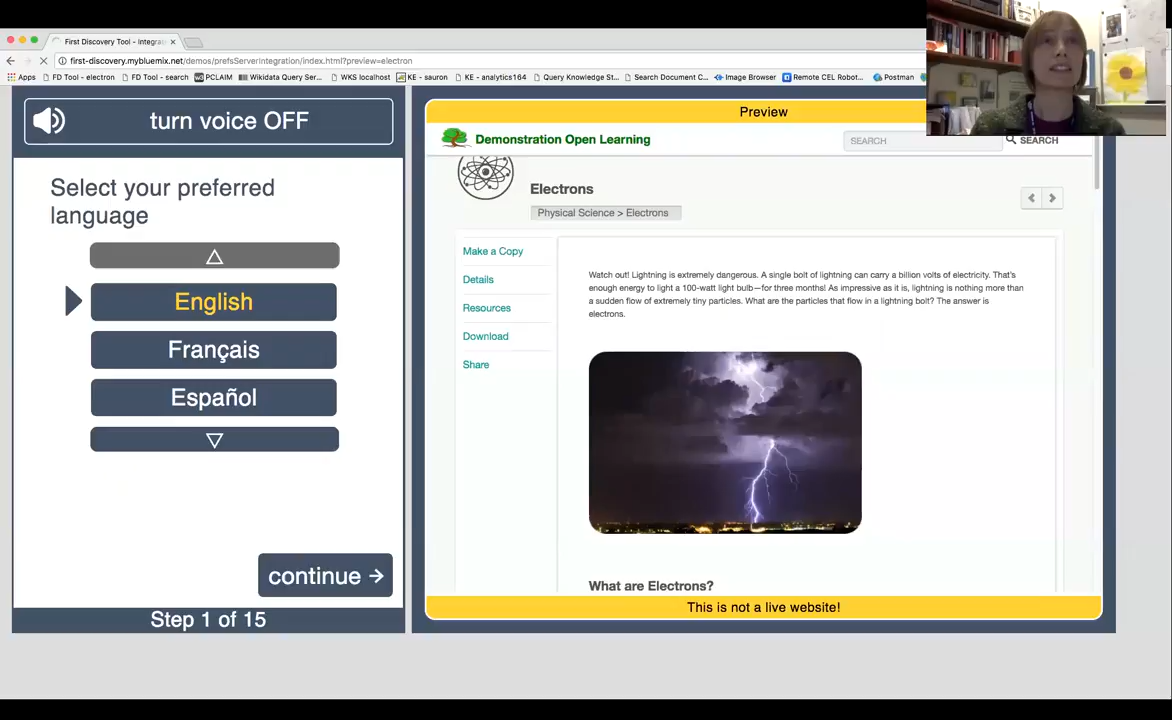 First Discovery Tool - Integrat
first-discovery.mybluemix.net/demos/prefsServerIntegration/index.html?preview=electron
Apps FD Tool - electron FD Tool - search PCLAIM Wikidata Query Ser... WKS localhost KE - sauron KE - analytics164 Query Knowledge St... Search Document C... Image Browser Remote CEL Robot... Postman
turn voice OFF
Select your preferred
language
English
Français
Español
continue →
Step 1 of 15
Preview
Demonstration Open Learning
SEARCH SEARCH
Electrons
Physical Science > Electrons
Make a Copy
Details
Resources
Download
Share
Watch out! Lightning is extremely dangerous. A single bolt of lightning can carry a billion volts of electricity. That's
enough energy to light a 100-watt light bulb—for three months! As impressive as it is, lightning is nothing more than
a sudden flow of extremely tiny particles. What are the particles that flow in a lightning bolt? The answer is
electrons.
What are Electrons?
This is not a live website!